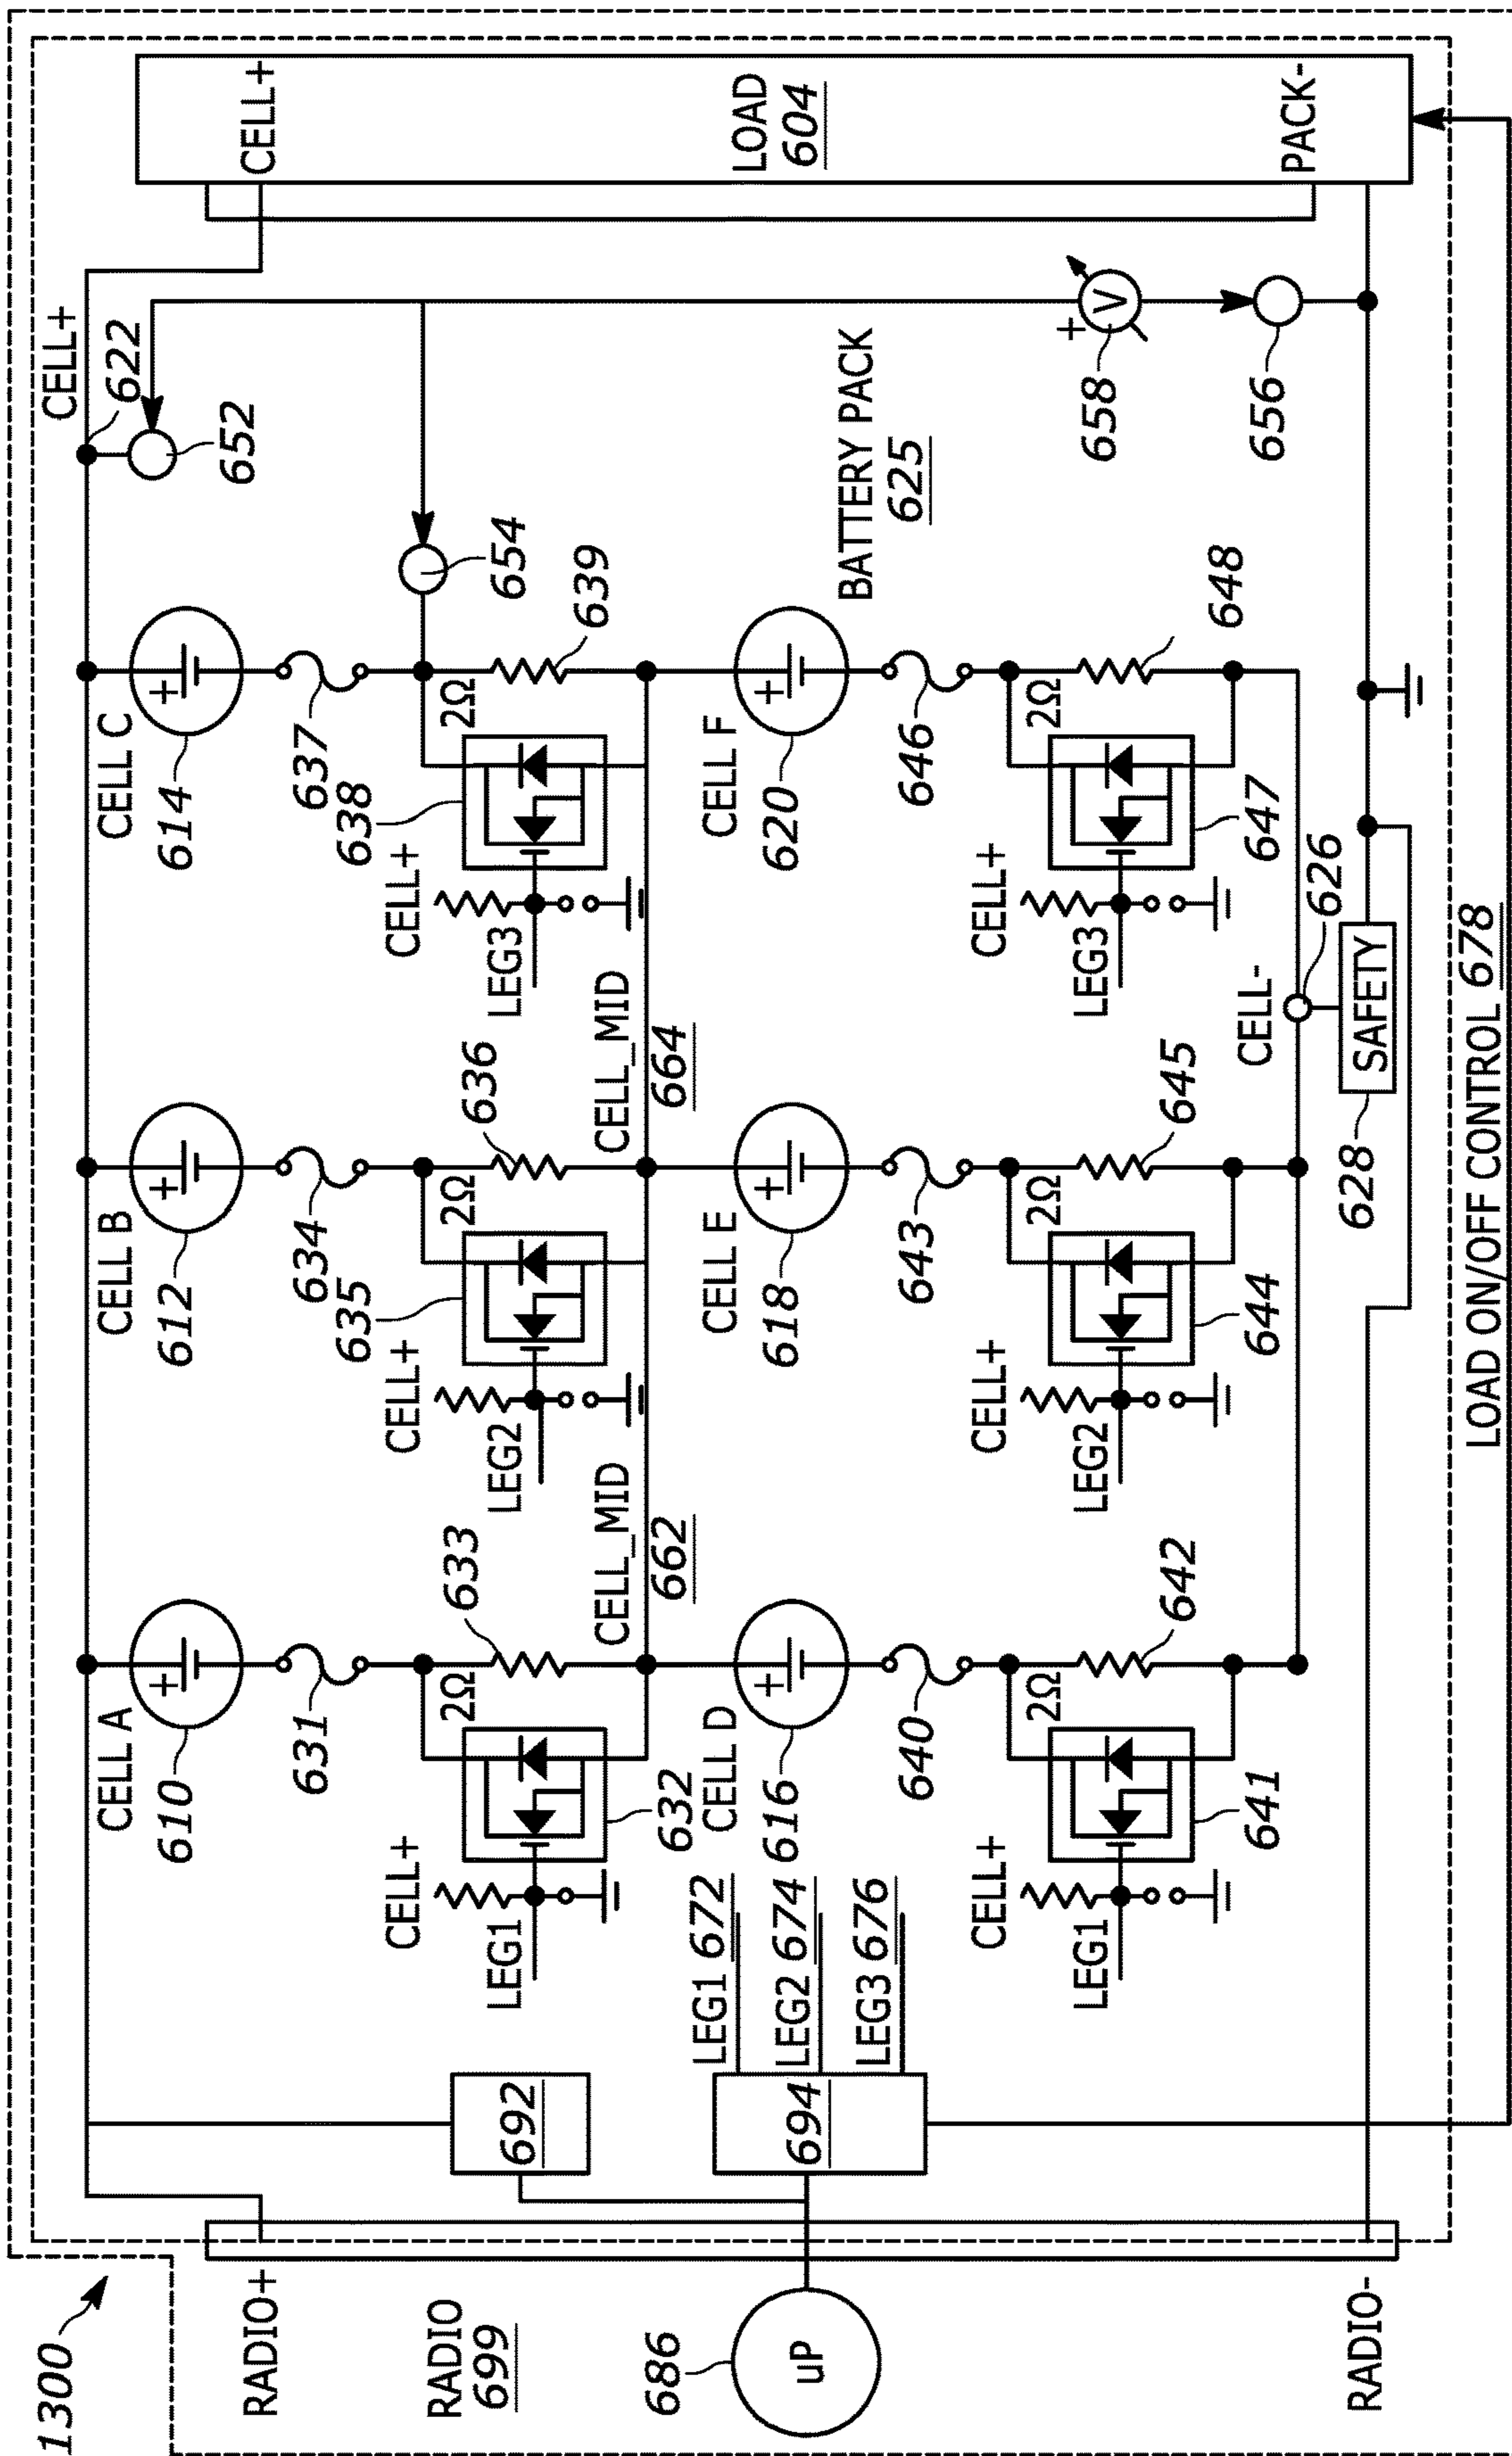 1300
RADIO+
RADIO
699
686
uP
RADIO-
692
694
LEG1 672
LEG2 674
LEG3 676
LOAD ON/OFF CONTROL 678
CELL A
610
+
631
2Ω
633
CELL+
LEG1
632
CELL_MID
662
CELL B
612
+
634
635
2Ω
636
CELL+
LEG2
CELL_MID
664
CELL C
614
+
637
638
2Ω
639
CELL+
LEG3
654
CELL+
622
652
CELL D
616
+
640
2Ω
642
CELL+
LEG1
641
CELL E
618
+
643
2Ω
645
CELL+
LEG2
644
CELL F
620
+
646
2Ω
648
CELL+
LEG3
647
CELL-
626
SAFETY
628
BATTERY PACK
625
+
V
658
656
CELL+
LOAD
604
PACK-